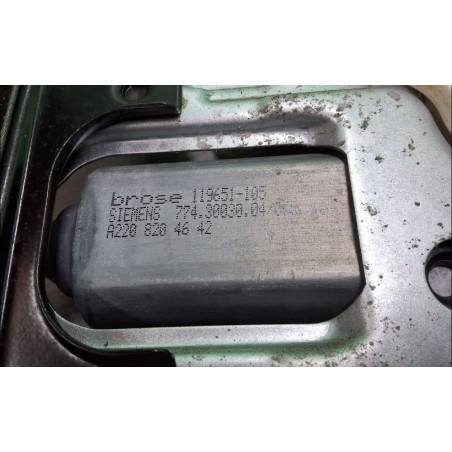 brose 119651-105
SIEMENS 774.30030.04/
A220 820 46 42